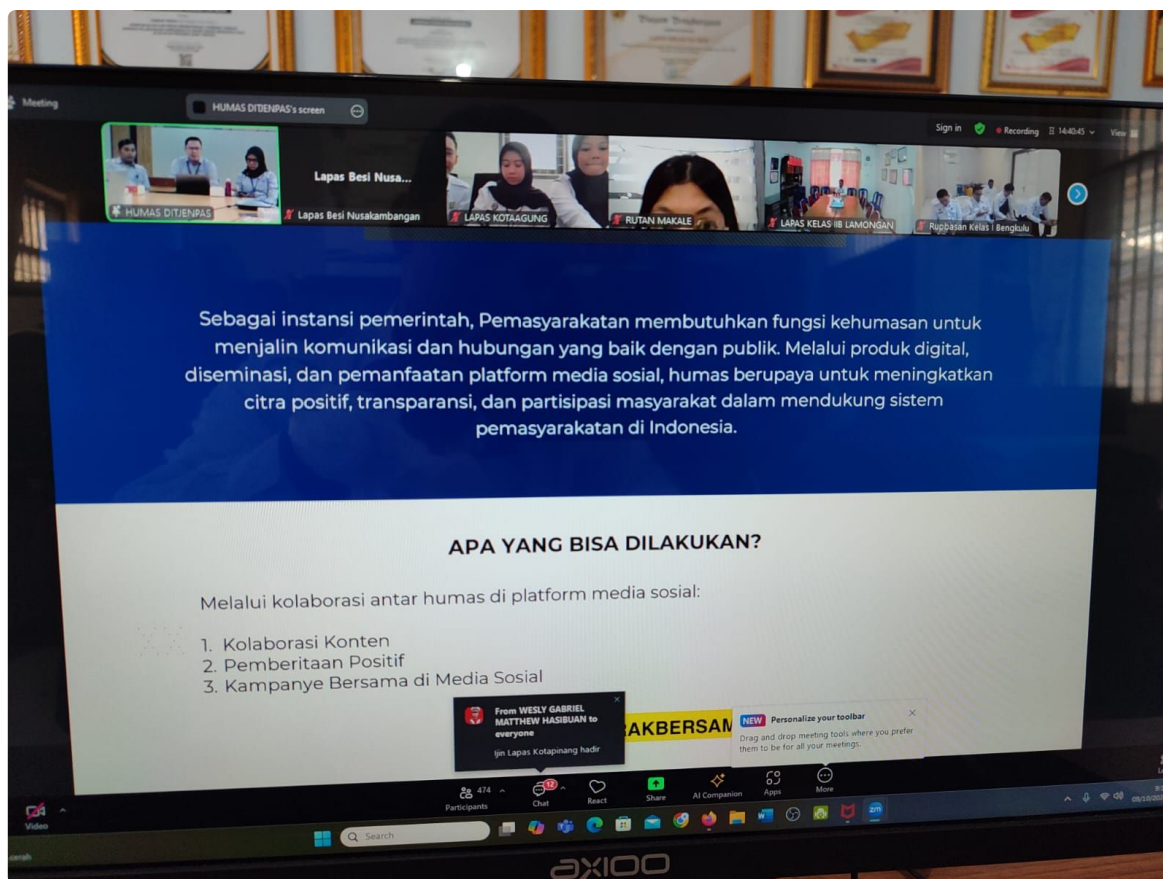 Meeting
HUMAS DITJENPAS's screen
Sign in
Recording
14:40:45
View
HUMAS DITJENPAS
Lapas Besi Nusa...
Lapas Besi Nusakambangan
LAPAS KOTAAGUNG
RUTAN MAKALE
LAPAS KELAS IIB LAMONGAN
Rupbasan Kelas I Bengkulu
Sebagai instansi pemerintah, Pemasyarakatan membutuhkan fungsi kehumasan untuk
menjalin komunikasi dan hubungan yang baik dengan publik. Melalui produk digital,
diseminasi, dan pemanfaatan platform media sosial, humas berupaya untuk meningkatkan
citra positif, transparansi, dan partisipasi masyarakat dalam mendukung sistem
pemasyarakatan di Indonesia.
APA YANG BISA DILAKUKAN?
Melalui kolaborasi antar humas di platform media sosial:
1. Kolaborasi Konten
2. Pemberitaan Positif
3. Kampanye Bersama di Media Sosial
From WESLY GABRIEL
MATTHEW HASIBUAN to
everyone
Ijin Lapas Kotapinang hadir
AKBERSAM
NEW Personalize your toolbar
Drag and drop meeting tools where you prefer
them to be for all your meetings.
Video
474
Participants
12
Chat
React
Share
AI Companion
Apps
More
Search
zm
AXIOO